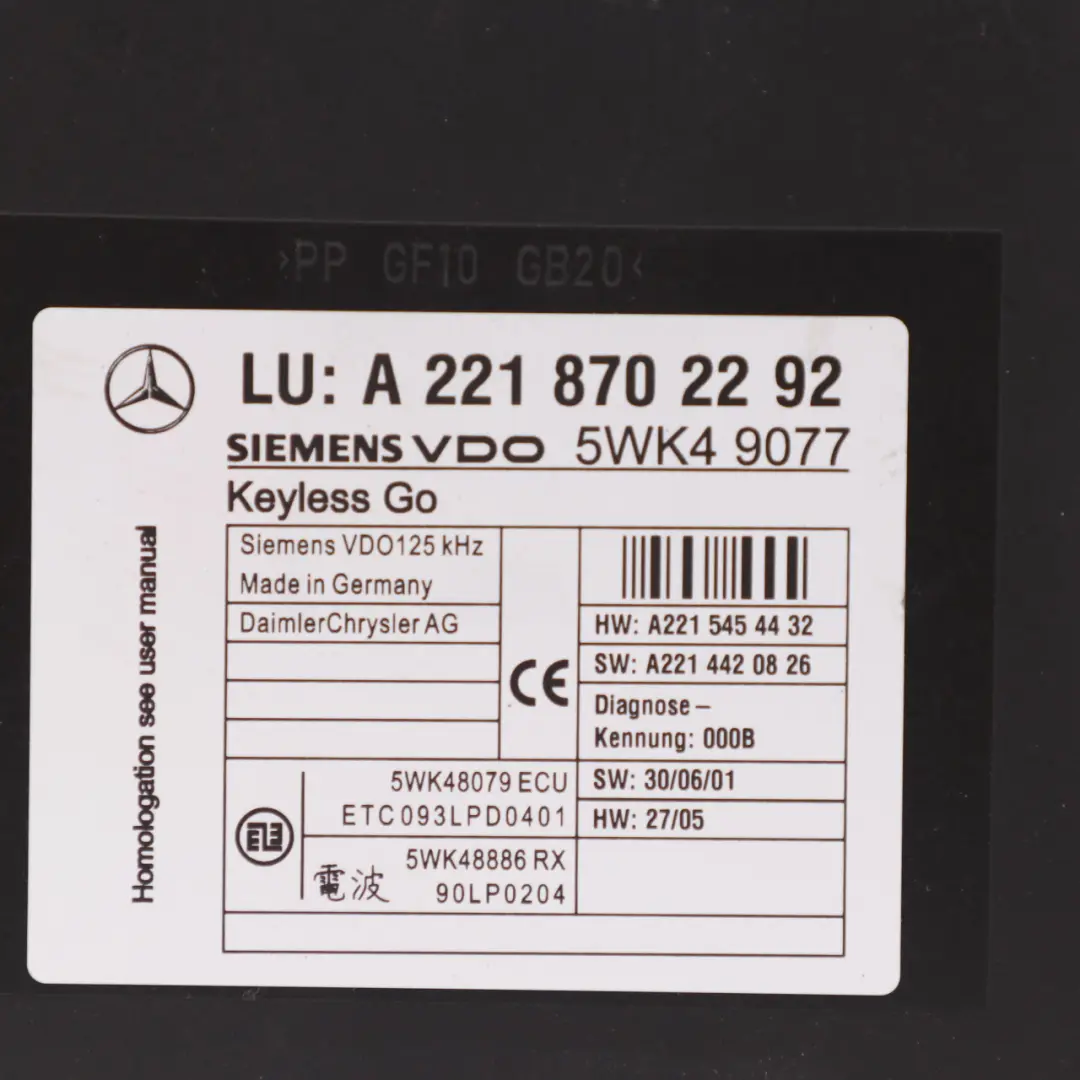 >PP GF10 GB20<
LU: A 221 870 22 92
SIEMENS VDO 5WK4 9077
Keyless Go
Homologation see user manual
Siemens VDO125 kHz
Made in Germany
DaimlerChrysler AG
CE
HW: A221 545 44 32
SW: A221 442 08 26
Diagnose –
Kennung: 000B
SW: 30/06/01
HW: 27/05
5WK48079 ECU
ETC093LPD0401
電波
5WK48886 RX
90LP0204